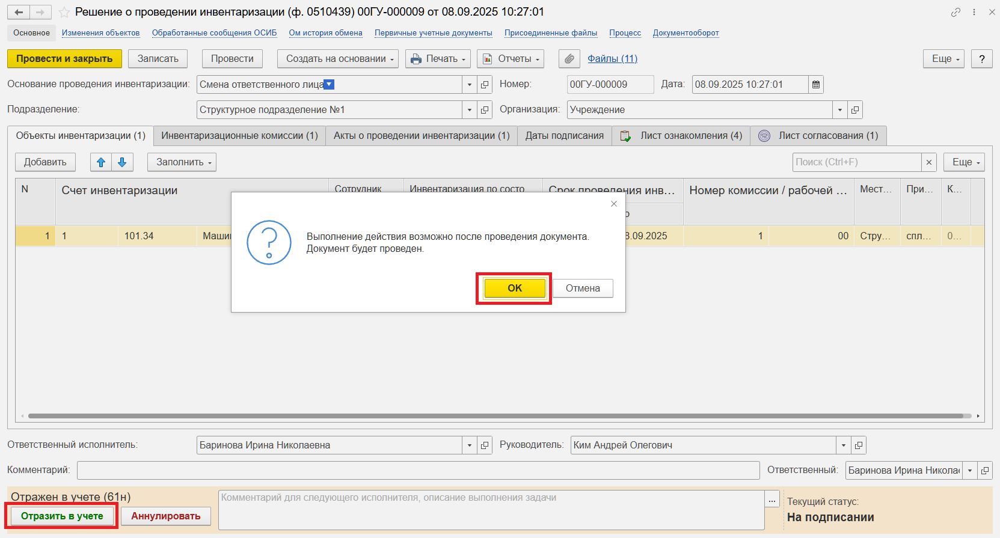 Решение о проведении инвентаризации (ф. 0510439) 00ГУ-000009 от 08.09.2025 10:27:01
Основное Изменения объектов Обработанные сообщения ОСИБ Ом история обмена Первичные учетные документы Присоединенные файлы Процесс Документооборот
Провести и закрыть Записать Провести Создать на основании Печать Отчеты Файлы (11) Еще ?
Основание проведения инвентаризации: Смена ответственного лица Номер: 00ГУ-000009 Дата: 08.09.2025 10:27:01
Подразделение: Структурное подразделение №1 Организация: Учреждение
Объекты инвентаризации (1) Инвентаризационные комиссии (1) Акты о проведении инвентаризации (1) Даты подписания Лист ознакомления (4) Лист согласования (1)
Добавить Заполнить Поиск (Ctrl+F) × Еще
N Счет инвентаризации Сотрудник Инвентаризация по состо Срок проведения инв... Номер комиссии / рабочей ... Мест... При... К...
о
1 1 101.34 Маши 8.09.2025 1 00 Стру... спл... 0...
Выполнение действия возможно после проведения документа.
Документ будет проведен.
OK Отмена
Ответственный исполнитель: Баринова Ирина Николаевна Руководитель: Ким Андрей Олегович
Комментарий: Ответственный: Баринова Ирина Никола
Отражен в учете (61н) Комментарий для следующего исполнителя, описание выполнения задачи ... Текущий статус:
Отразить в учете Аннулировать На подписании